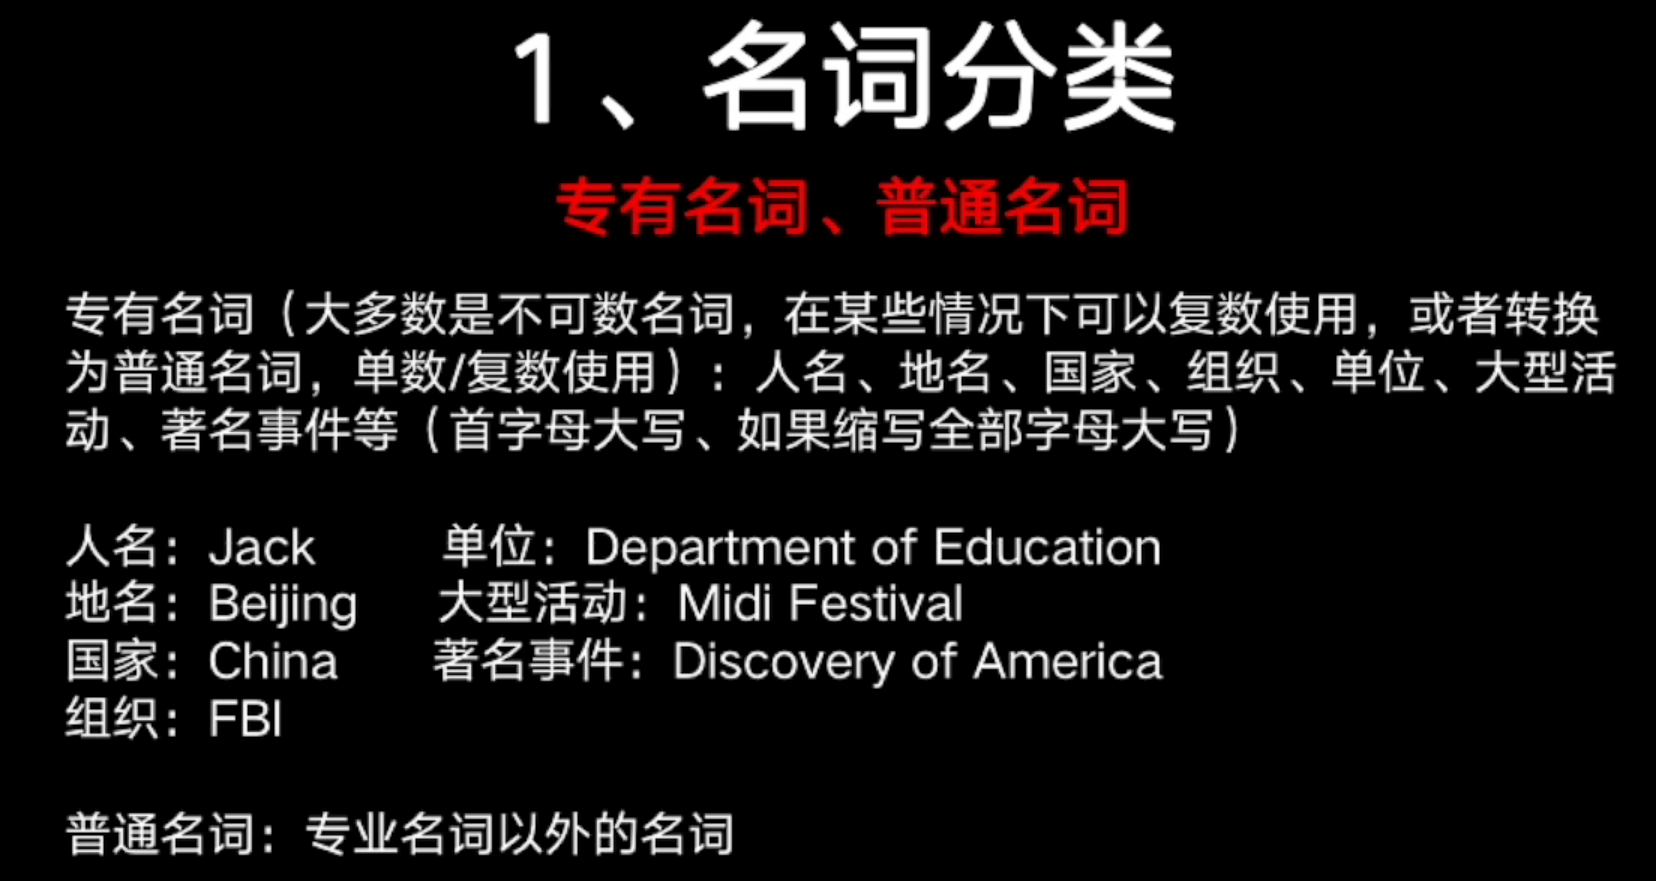 1、名词分类
专有名词、普通名词
专有名词（大多数是不可数名词，在某些情况下可以复数使用，或者转换
为普通名词，单数/复数使用）：人名、地名、国家、组织、单位、大型活
动、著名事件等（首字母大写、如果缩写全部字母大写）
人名：Jack 单位：Department of Education
地名：Beijing 大型活动：Midi Festival
国家：China 著名事件：Discovery of America
组织：FBI
普通名词：专业名词以外的名词